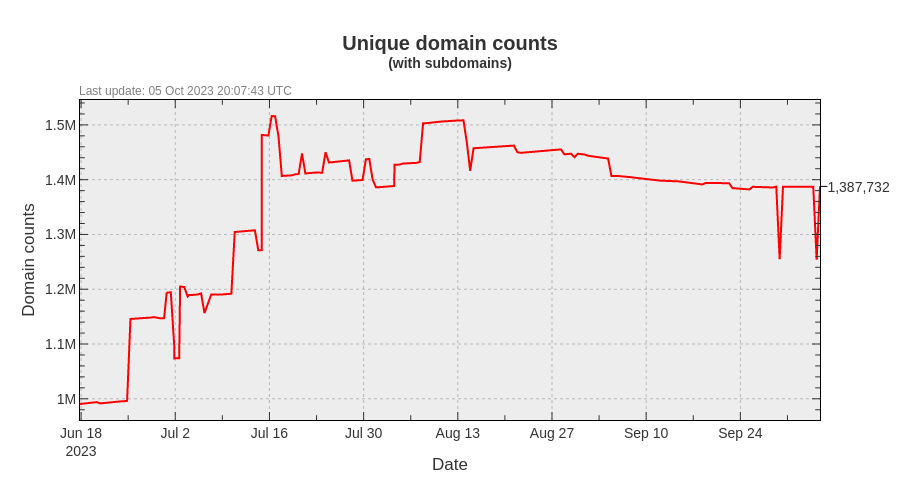 Unique domain counts
(with subdomains)
Last update: 05 Oct 2023 20:07:43 UTC
1.5M
1.4M
1.3M
1.2M
1.1M
1M
Domain counts
1,387,732
Jun 18 Jul 2 Jul 16 Jul 30 Aug 13 Aug 27 Sep 10 Sep 24
2023
Date